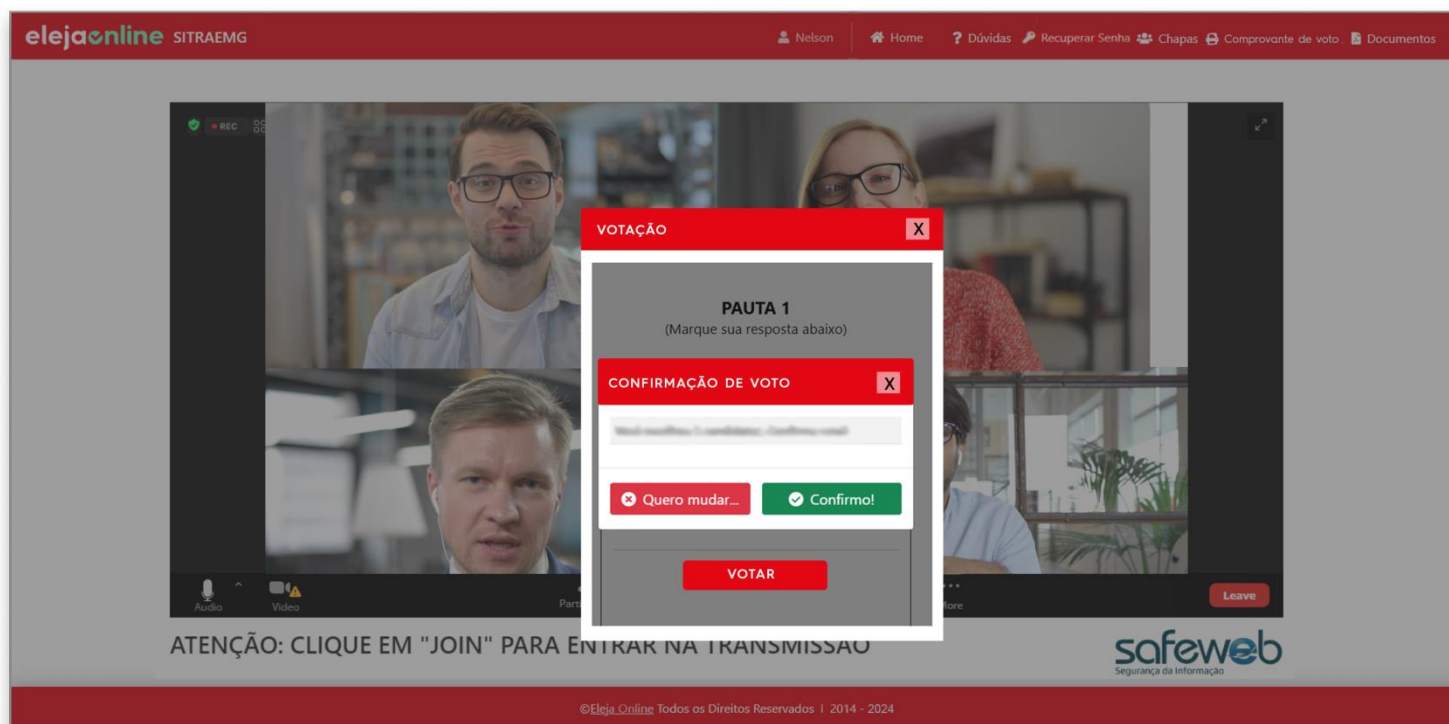 elejaonline SITRAEMG
Nelson Home ? Dúvidas Recuperar Senha Chapas Comprovante de voto Documentos
REC
VOTAÇÃO X
PAUTA 1
(Marque sua resposta abaixo)
CONFIRMAÇÃO DE VOTO X
Quero mudar... Confirmo!
VOTAR
Audio Video Leave
ATENÇÃO: CLIQUE EM "JOIN" PARA ENTRAR NA TRANSMISSÃO
safeweb
Segurança da Informação
©Eleja Online Todos os Direitos Reservados | 2014 - 2024